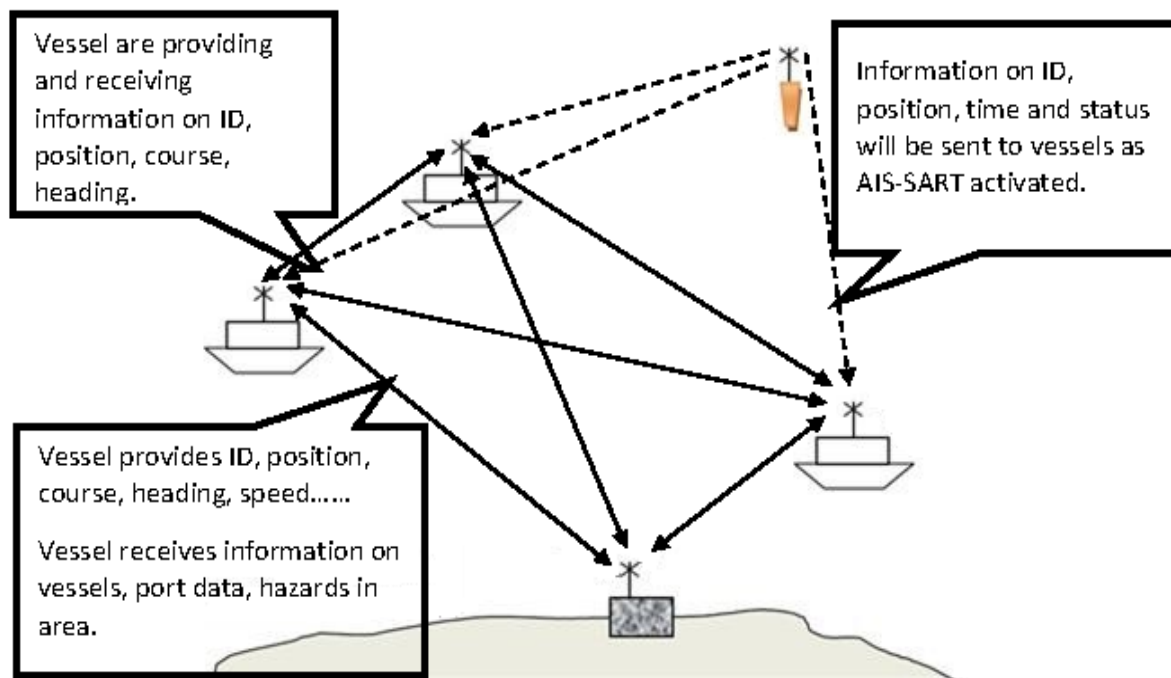 Vessel are providing
and receiving
information on ID,
position, course,
heading.
Information on ID,
position, time and status
will be sent to vessels as
AIS-SART activated.
Vessel provides ID, position,
course, heading, speed......
Vessel receives information on
vessels, port data, hazards in
area.